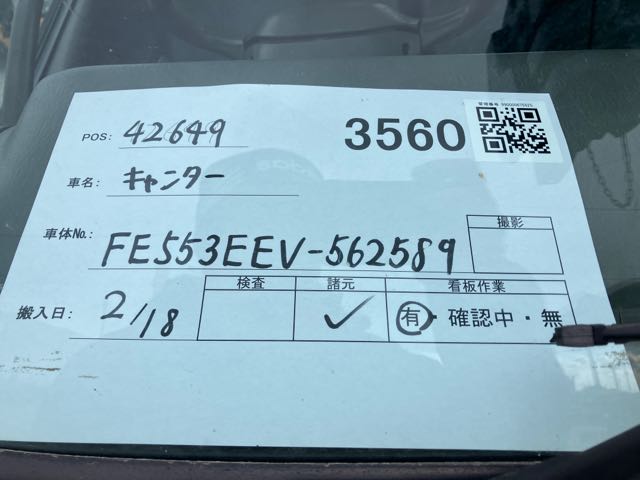 POS: 42649
3560
車名: キャンター
車体No.: FE553EEV-562589
撮影
検査 諸元 看板作業
搬入日: 2/18 ✓ 有・確認中・無